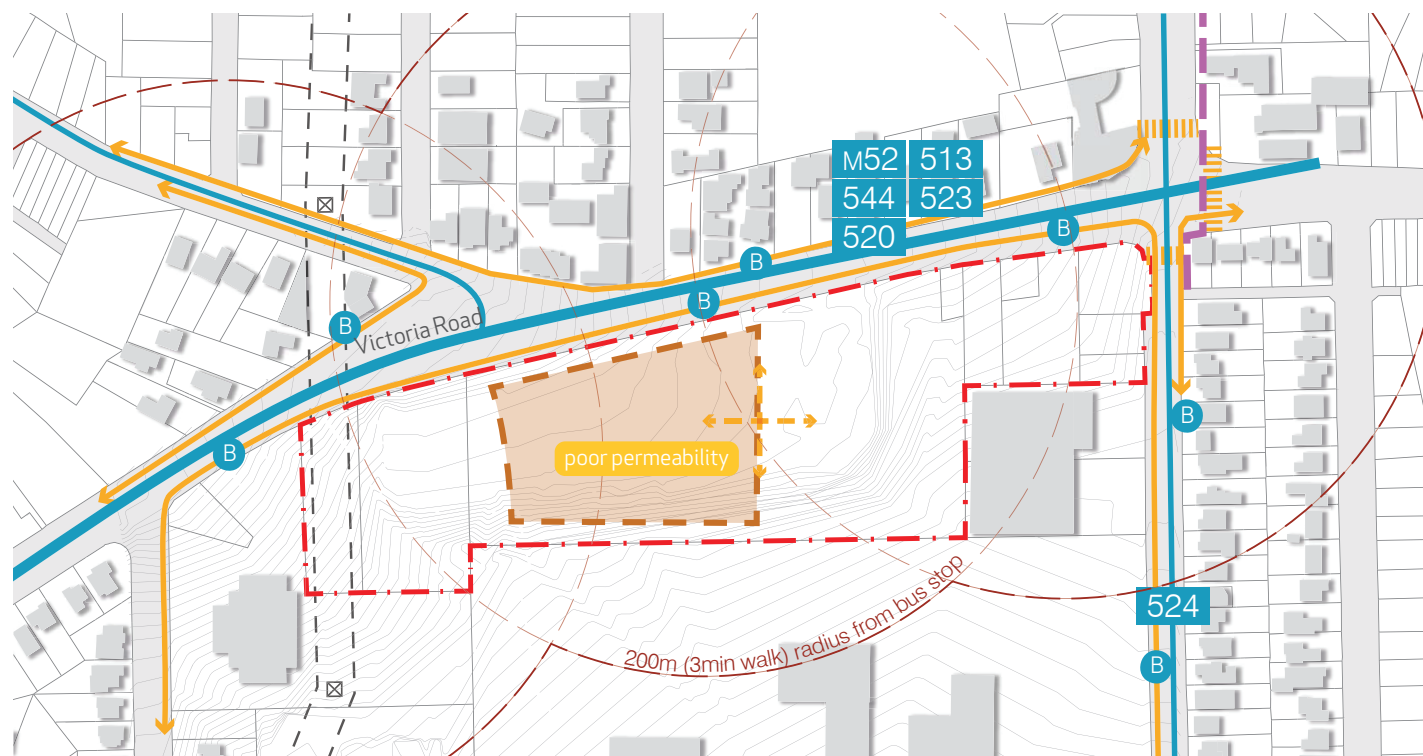 M52 513
544 523
520
B
B
B
B
Victoria Road
B
B
poor permeability
200m (3min walk) radius from bus stop
524
B